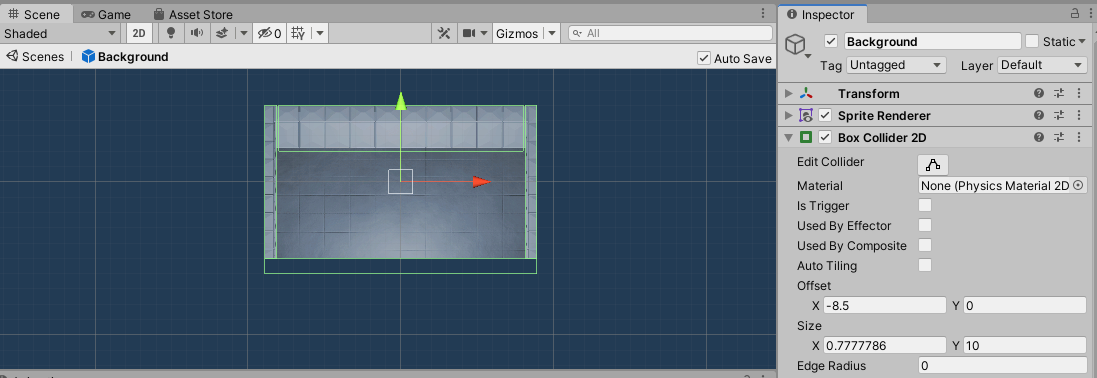 Scene Game Asset Store
Shaded 2D 0 Gizmos All
Scenes Background Auto Save
Inspector
Background Static
Tag Untagged Layer Default
Transform
Sprite Renderer
Box Collider 2D
Edit Collider
Material None (Physics Material 2D
Is Trigger
Used By Effector
Used By Composite
Auto Tiling
Offset
X -8.5 Y 0
Size
X 0.7777786 Y 10
Edge Radius 0